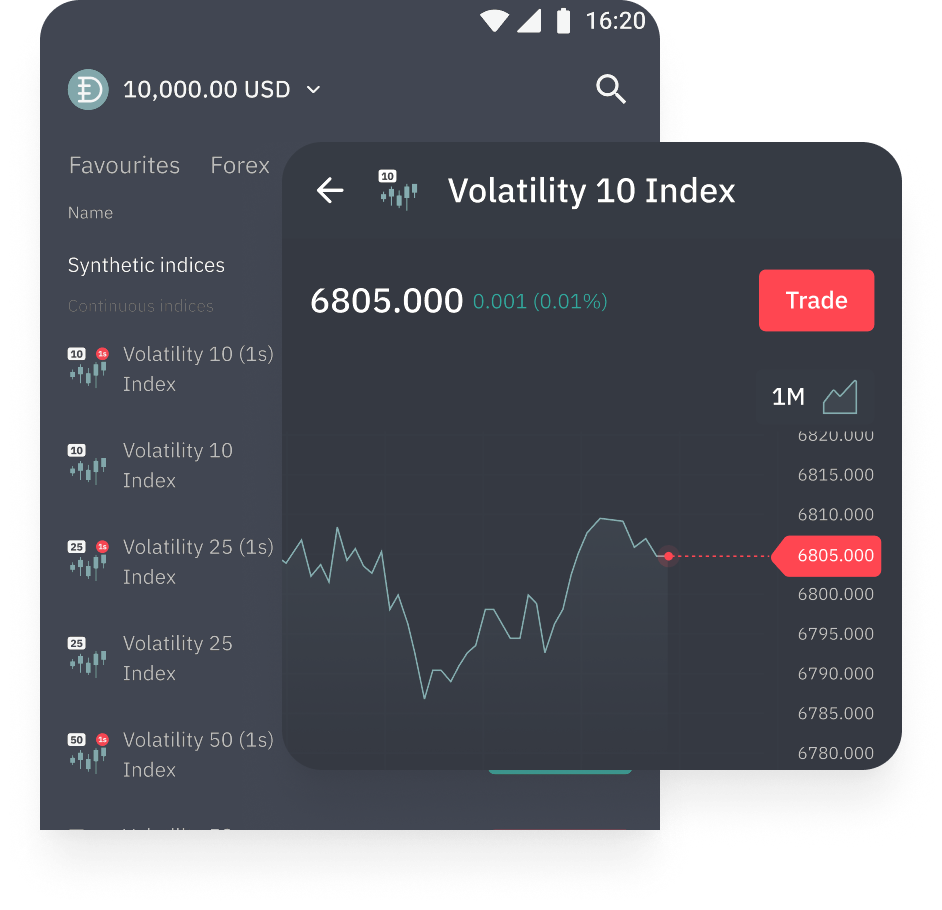 16:20
10,000.00 USD
Favourites Forex
Name
Synthetic indices
Continuous indices
10 1s Volatility 10 (1s)
Index
10 Volatility 10
Index
25 1s Volatility 25 (1s)
Index
25 Volatility 25
Index
50 1s Volatility 50 (1s)
Index
10 Volatility 10 Index
6805.000 0.001 (0.01%)
Trade
1M
6820.000
6815.000
6810.000
6805.000
6800.000
6795.000
6790.000
6785.000
6780.000